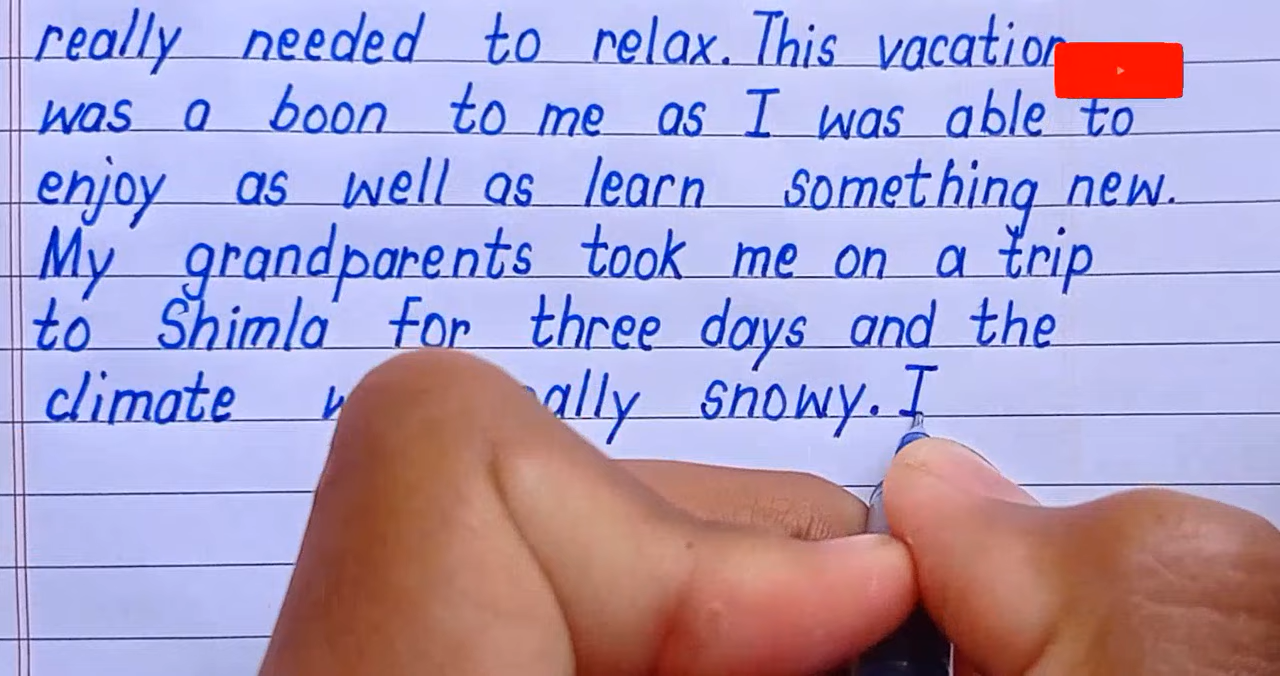 really needed to relax. This vacation
was a boon to me as I was able to
enjoy as well as learn something new.
My grandparents took me on a trip
to Shimla for three days and the
climate snowy. I